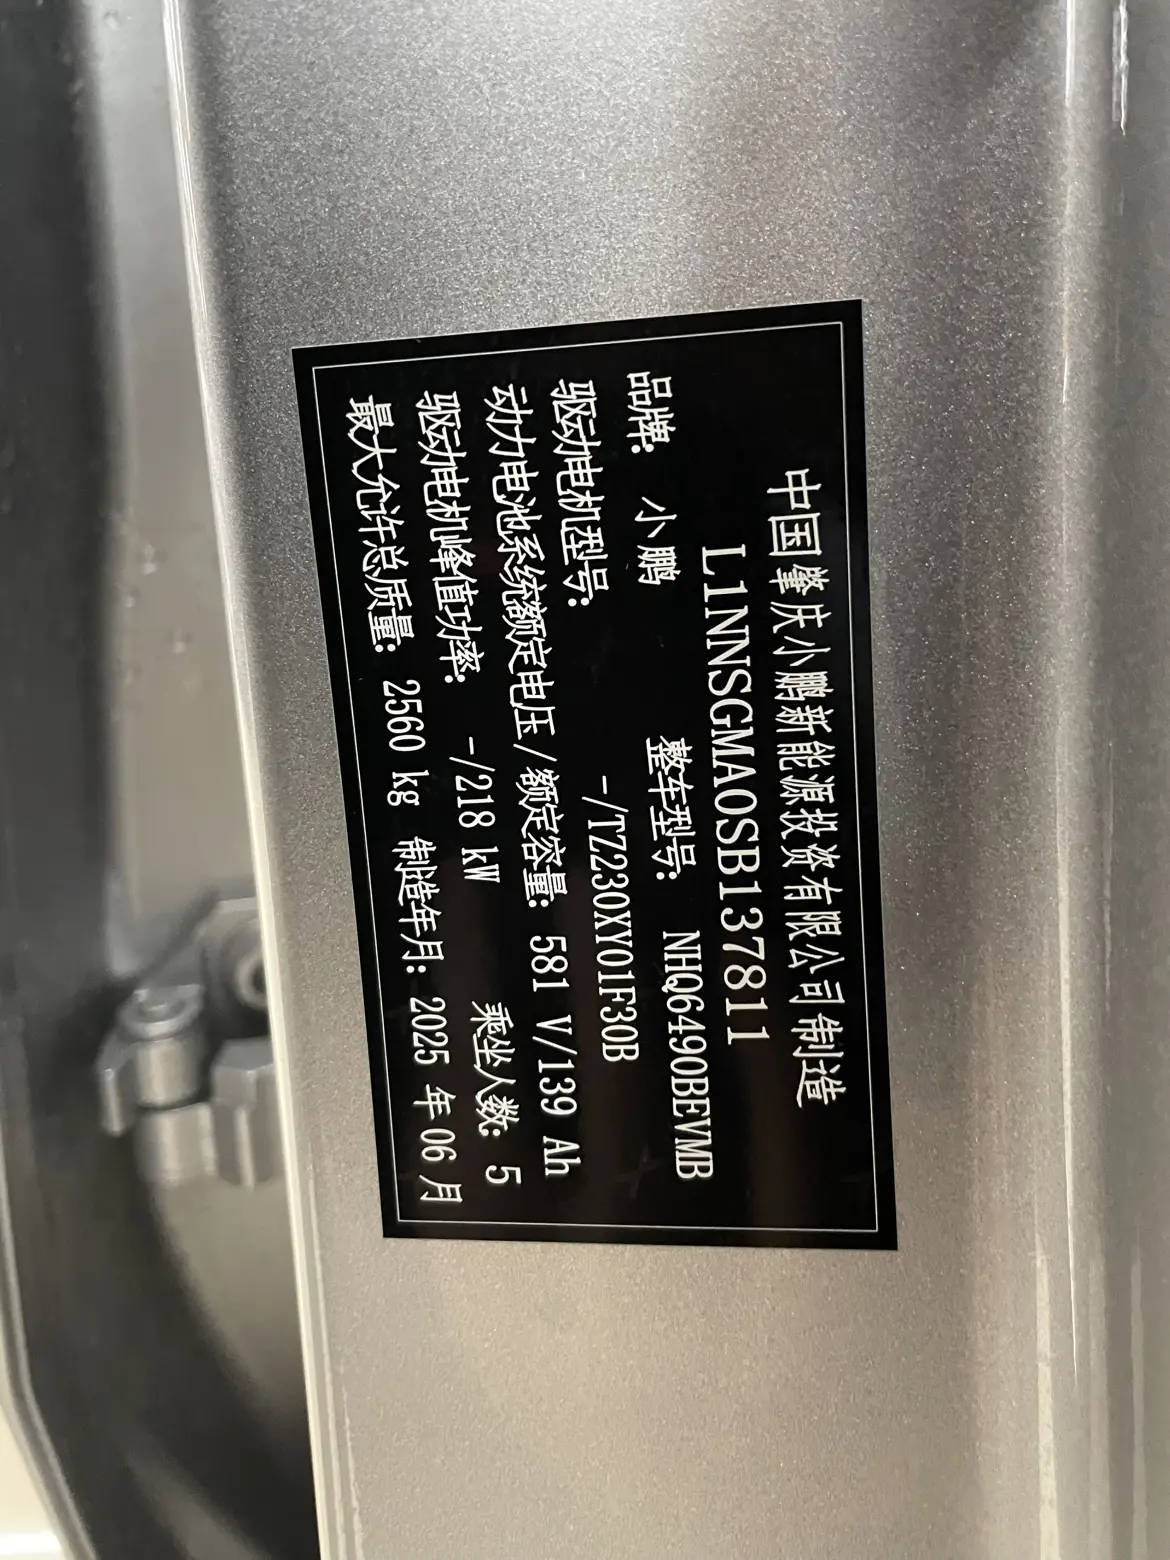 中国肇庆小鹏新能源投资有限公司制造
L1NNSGMA0SB137811
品牌: 小鹏 整车型号: NHQ6490BEVMB
驱动电机型号: -/TZ230XY01F30B
动力电池系统额定电压/额定容量: 581 V/139 Ah
驱动电机峰值功率: -/218 kW 乘坐人数: 5
最大允许总质量: 2560 kg 制造年月: 2025 年 06 月